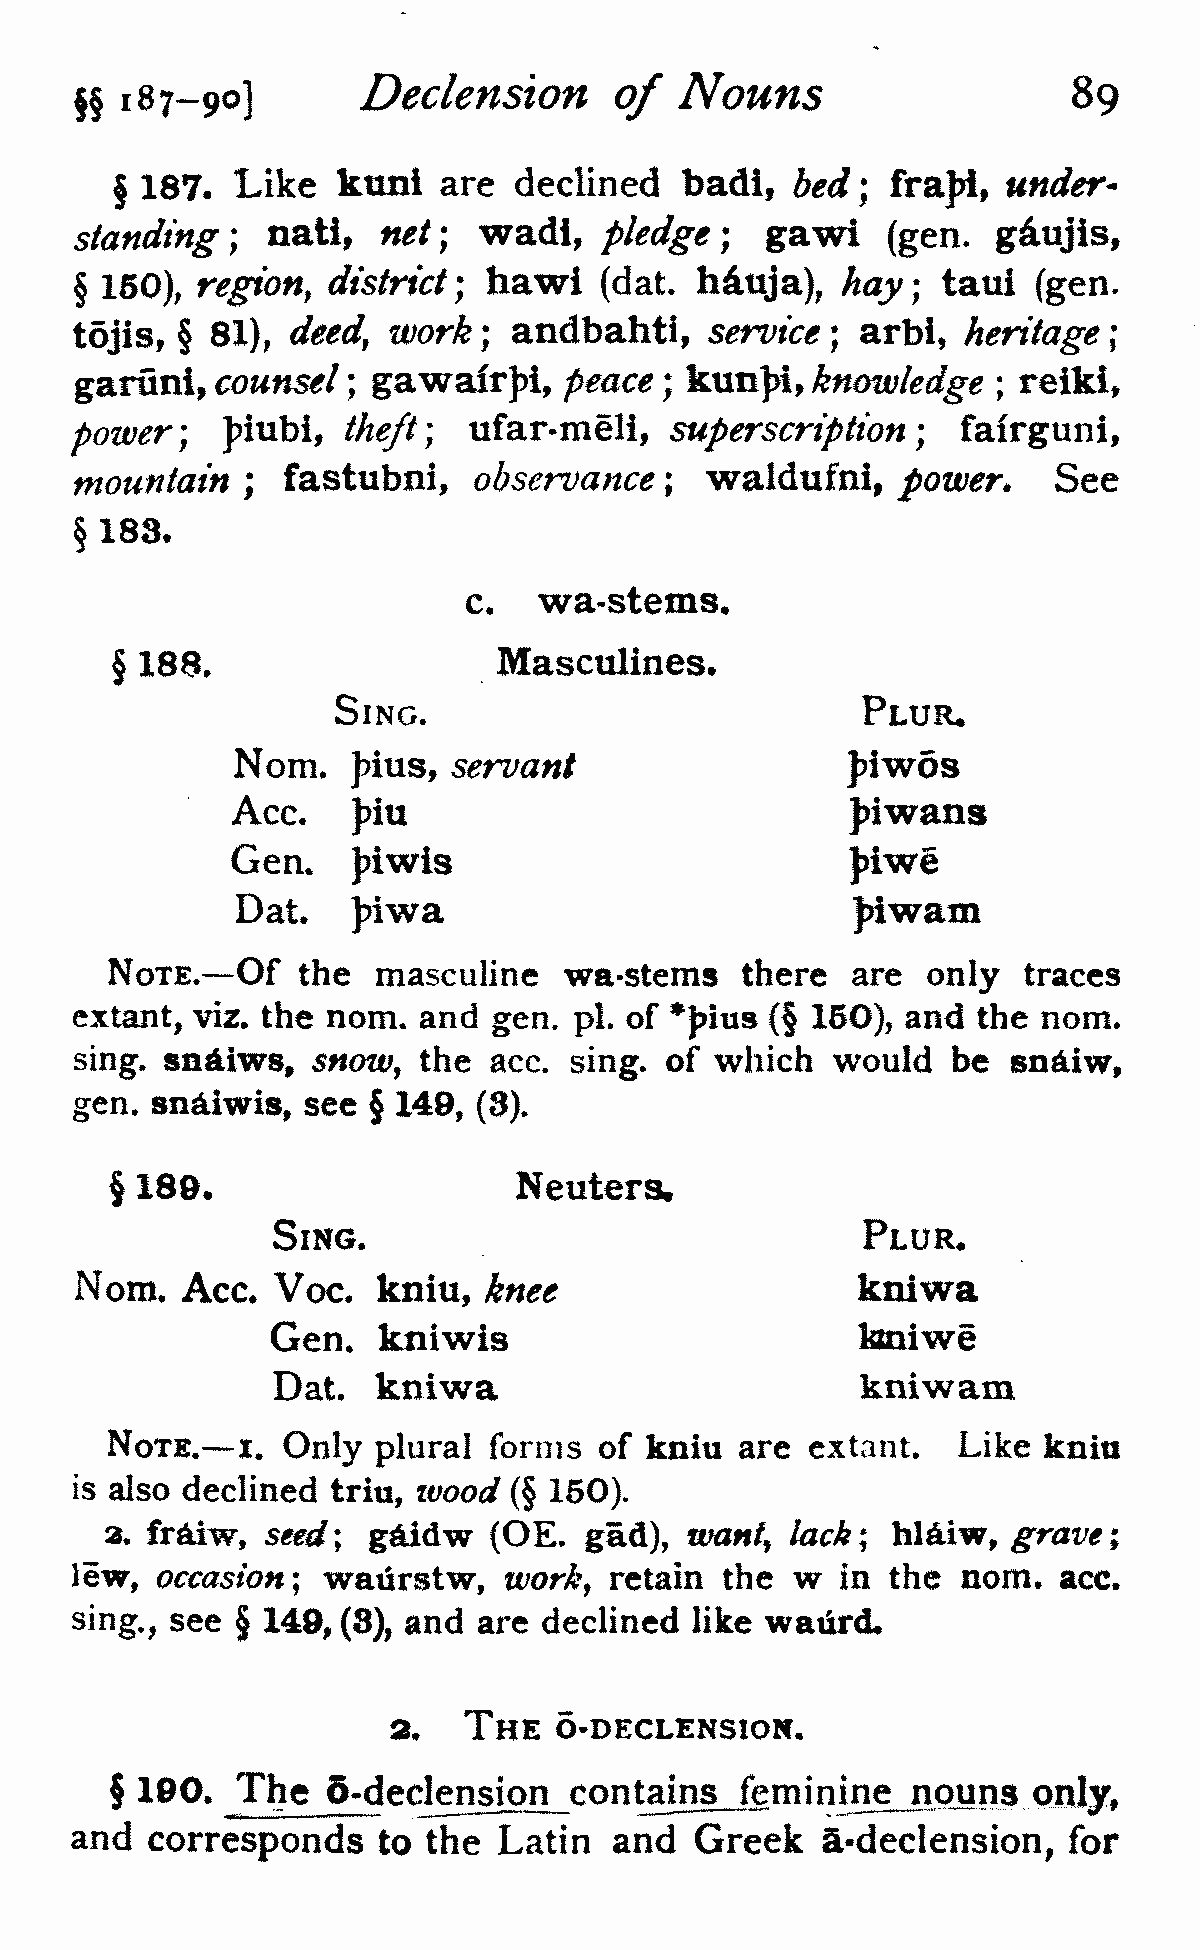 §§ 187–90] Declension of Nouns 89
§ 187. Like kuni are declined badi, bed; fraþi, under-
standing; nati, net; wadi, pledge; gawi (gen. gáujis,
§ 150), region, district; hawi (dat. háuja), hay; taui (gen.
tōjis, § 81), deed, work; andbahti, service; arbi, heritage;
garūni, counsel; gawaírþi, peace; kunþi, knowledge; reiki,
power; þiubi, theft; ufar-mēli, superscription; faírguni,
mountain; fastubni, observance; waldufni, power. See
§ 183.
c. wa-stems.
§ 188. Masculines.
SING. PLUR.
Nom. þius, servant þiwōs
Acc. þiu þiwans
Gen. þiwis þiwē
Dat. þiwa þiwam
NOTE.—Of the masculine wa-stems there are only traces
extant, viz. the nom. and gen. pl. of *þius (§ 150), and the nom.
sing. snáiws, snow, the acc. sing. of which would be snáiw,
gen. snáiwis, see § 149, (3).
§ 189. Neuters.
SING. PLUR.
Nom. Acc. Voc. kniu, knee kniwa
Gen. kniwis kniwē
Dat. kniwa kniwam
NOTE.—1. Only plural forms of kniu are extant. Like kniu
is also declined triu, wood (§ 150).
2. fráiw, seed; gáidw (OE. gād), want, lack; hláiw, grave;
lēw, occasion; waúrstw, work, retain the w in the nom. acc.
sing., see § 149, (3), and are declined like waúrd.
2. THE Ō-DECLENSION.
§ 190. The ō-declension contains feminine nouns only,
and corresponds to the Latin and Greek ā-declension, for